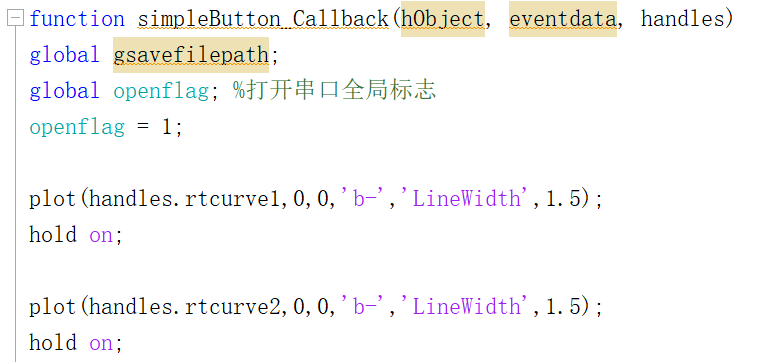 function simpleButton_Callback(hObject, eventdata, handles)
global gsavefilepath;
global openflag; %打开串口全局标志
openflag = 1;
plot(handles.rtcurve1,0,0,'b-','LineWidth',1.5);
hold on;
plot(handles.rtcurve2,0,0,'b-','LineWidth',1.5);
hold on;